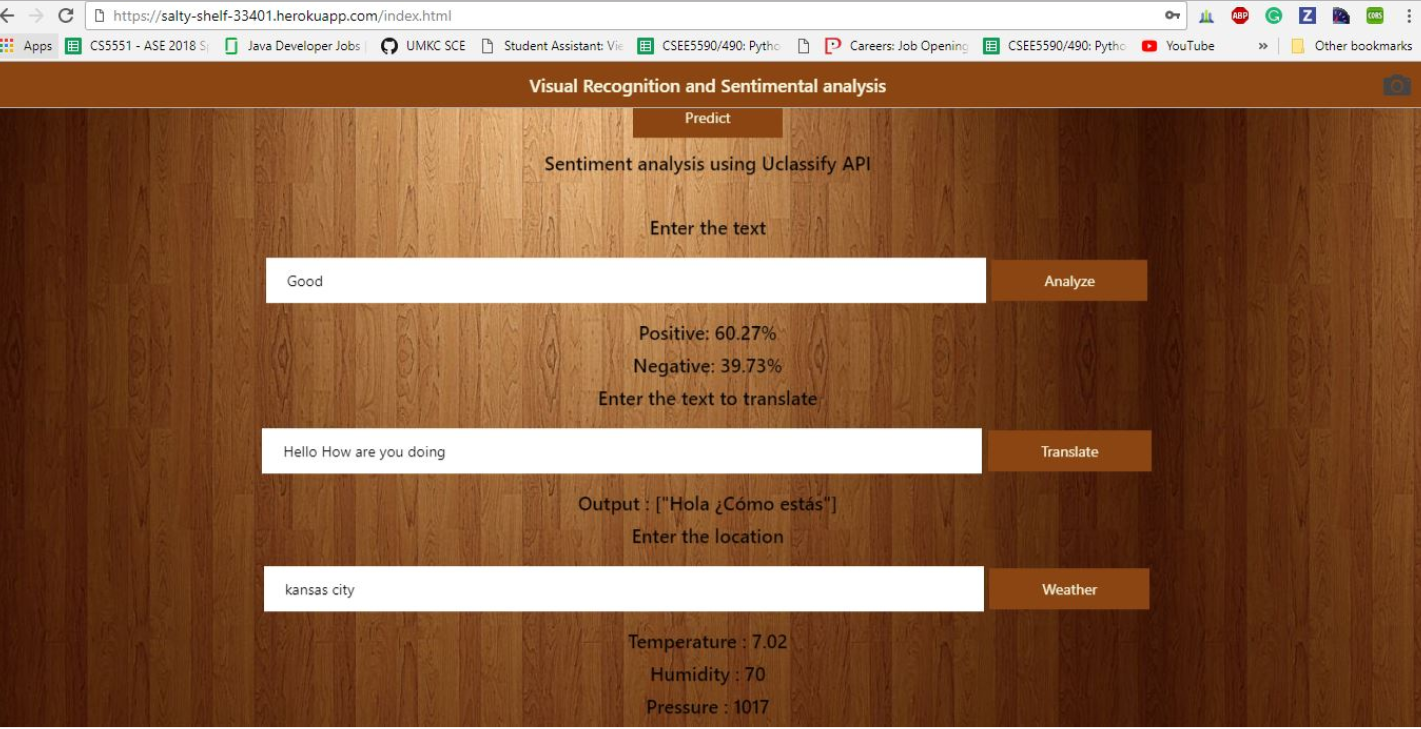 https://salty-shelf-33401.herokuapp.com/index.html
ABP G Z CORS
Apps CS5551 - ASE 2018 Java Developer Jobs UMKC SCE Student Assistant: Vie CSEE5590/490: Pytho Careers: Job Opening CSEE5590/490: Pytho YouTube » Other bookmarks
Visual Recognition and Sentimental analysis
Predict
Sentiment analysis using Uclassify API
Enter the text
Good Analyze
Positive: 60.27%
Negative: 39.73%
Enter the text to translate
Hello How are you doing Translate
Output : ["Hola ¿Cómo estás"]
Enter the location
kansas city Weather
Temperature : 7.02
Humidity : 70
Pressure : 1017